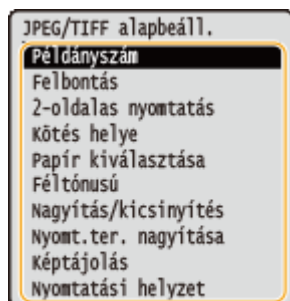 JPEG/TIFF alapbeáll.
Példányszám
Felbontás
2-oldalas nyomtatás
Kötés helye
Papír kiválasztása
Féltónusú
Nagyítás/kicsinyítés
Nyomt.ter. nagyítása
Képtájolás
Nyomtatási helyzet